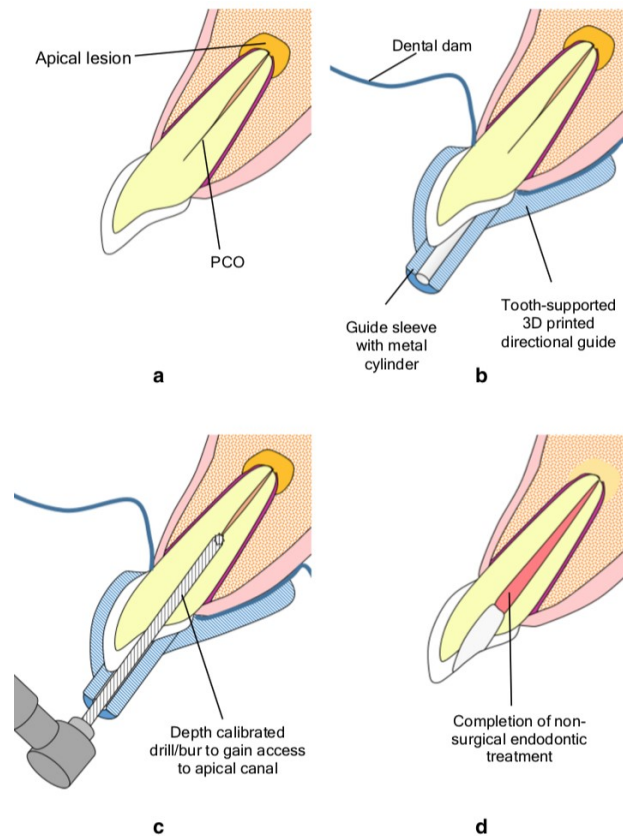 Apical lesion
PCO
a
Dental dam
Guide sleeve
with metal
cylinder
Tooth-supported
3D printed
directional guide
b
Depth calibrated
drill/bur to gain access
to apical canal
c
Completion of non-
surgical endodontic
treatment
d